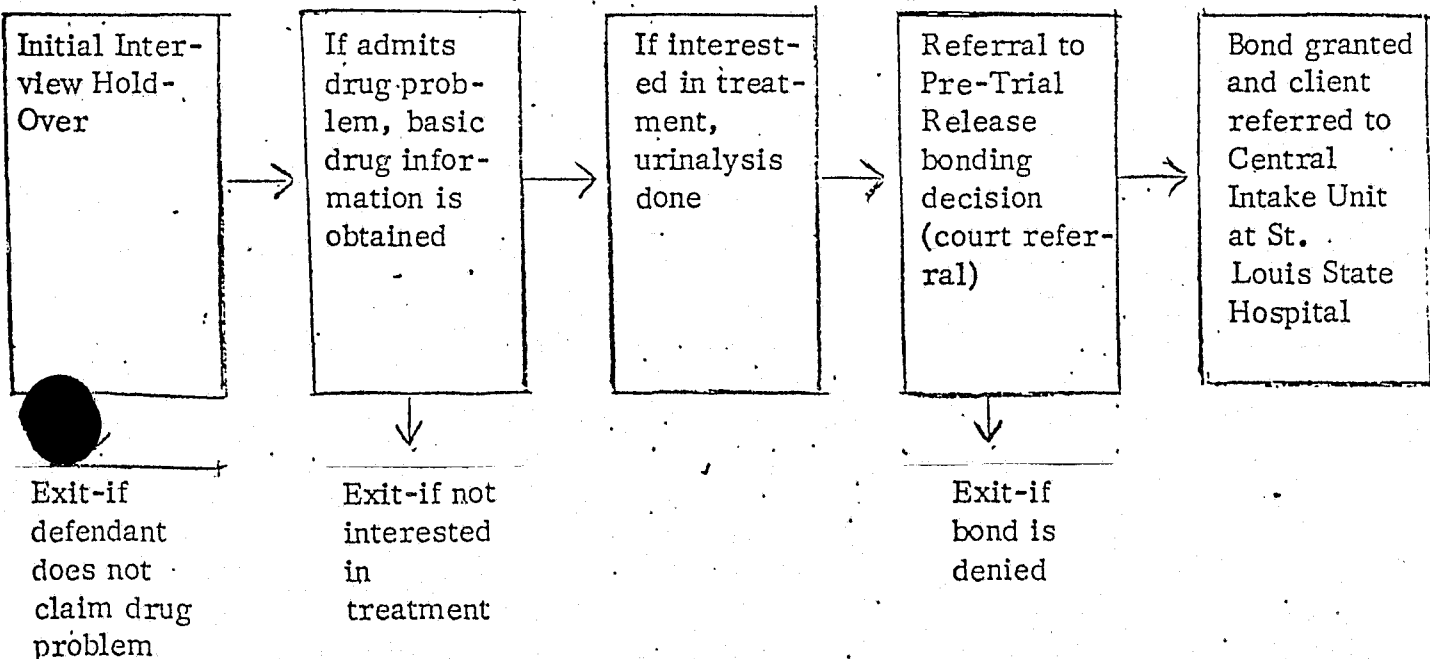 Initial Inter-
view Hold-
Over
If admits
drug prob-
lem, basic
drug infor-
mation is
obtained
If interest-
ed in treat-
ment,
urinalysis
done
Referral to
Pre-Trial
Release
bonding
decision
(court refer-
ral)
Bond granted
and client
referred to
Central
Intake Unit
at St.
Louis State
Hospital
Exit-if
defendant
does not
claim drug
problem
Exit-if not
interested
in
treatment
Exit-if
bond is
denied